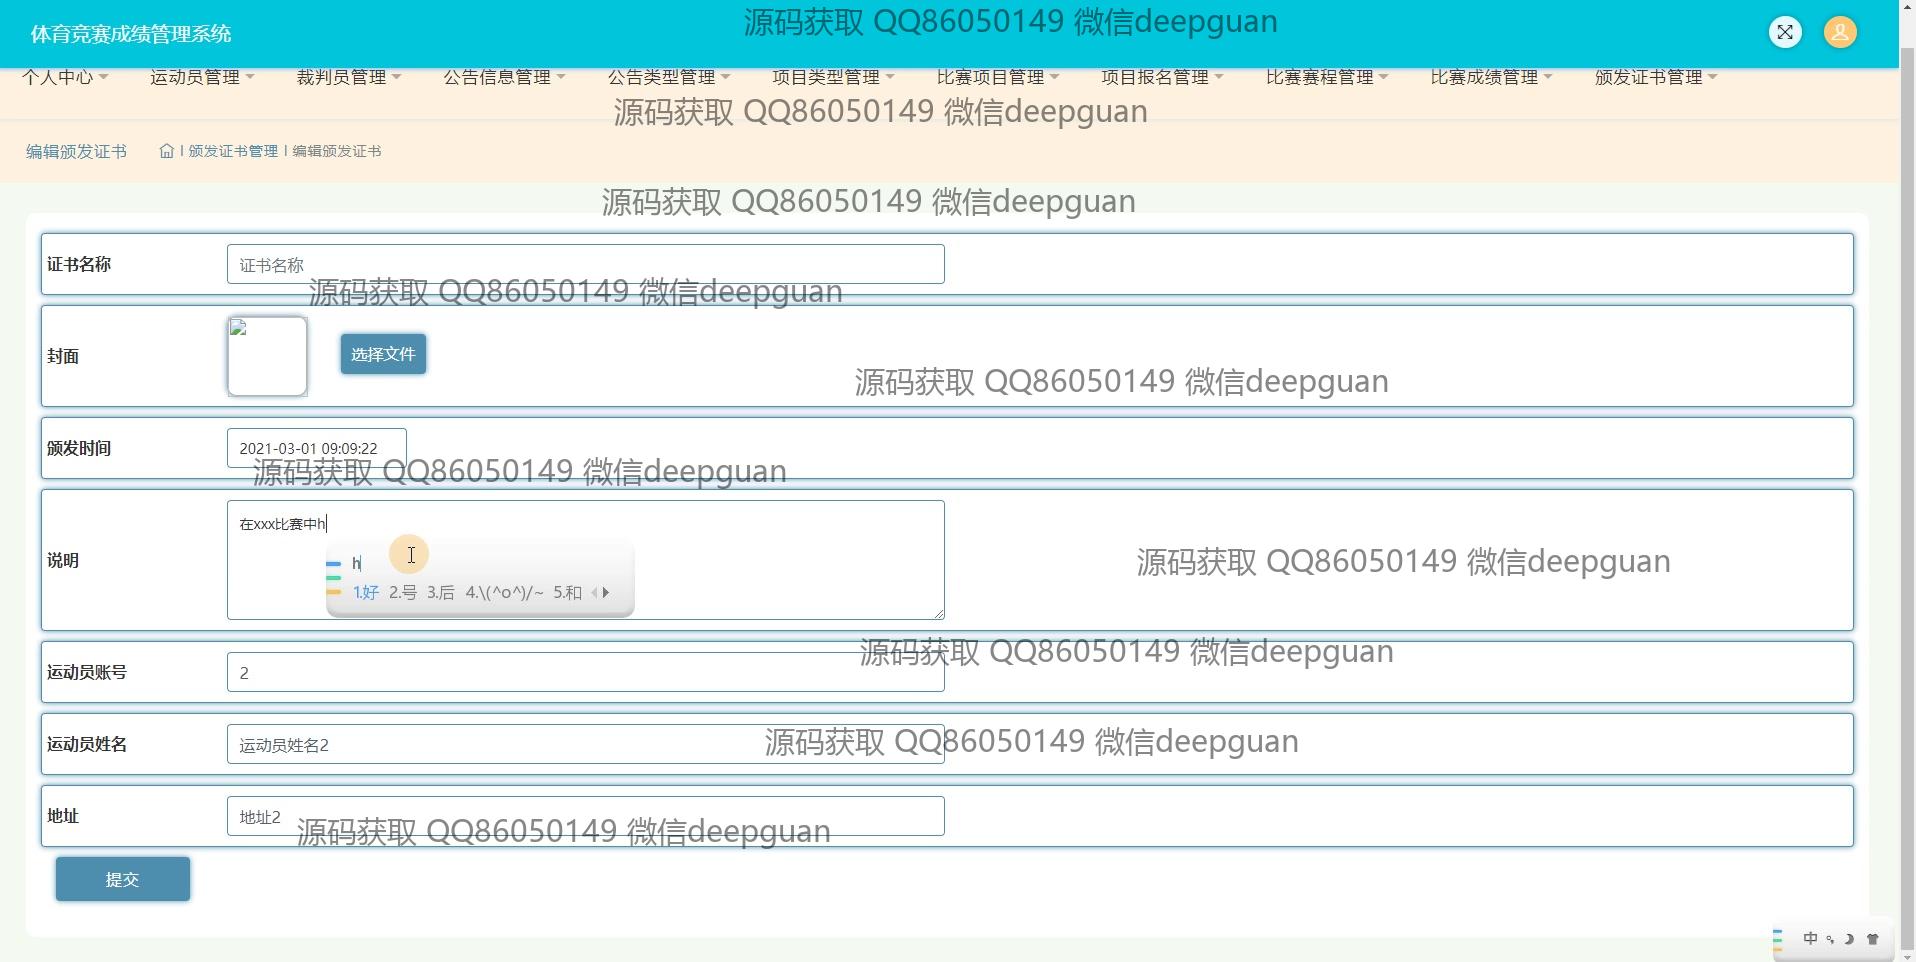 体育竞赛成绩管理系统
源码获取 QQ86050149 微信deepguan
个人中心 运动员管理 裁判员管理 公告信息管理 公告类型管理 项目类型管理 比赛项目管理 项目报名管理 比赛赛程管理 比赛成绩管理 颁发证书管理
源码获取 QQ86050149 微信deepguan
编辑颁发证书 | 颁发证书管理 | 编辑颁发证书
源码获取 QQ86050149 微信deepguan
证书名称 证书名称
源码获取 QQ86050149 微信deepguan
封面 选择文件
源码获取 QQ86050149 微信deepguan
颁发时间 2021-03-01 09:09:22
源码获取 QQ86050149 微信deepguan
说明 在xxx比赛中h
h
1.好 2.号 3.后 4.\(^o^)/~ 5.和
源码获取 QQ86050149 微信deepguan
源码获取 QQ86050149 微信deepguan
运动员账号 2
运动员姓名 运动员姓名2
源码获取 QQ86050149 微信deepguan
地址 地址2
源码获取 QQ86050149 微信deepguan
提交
中